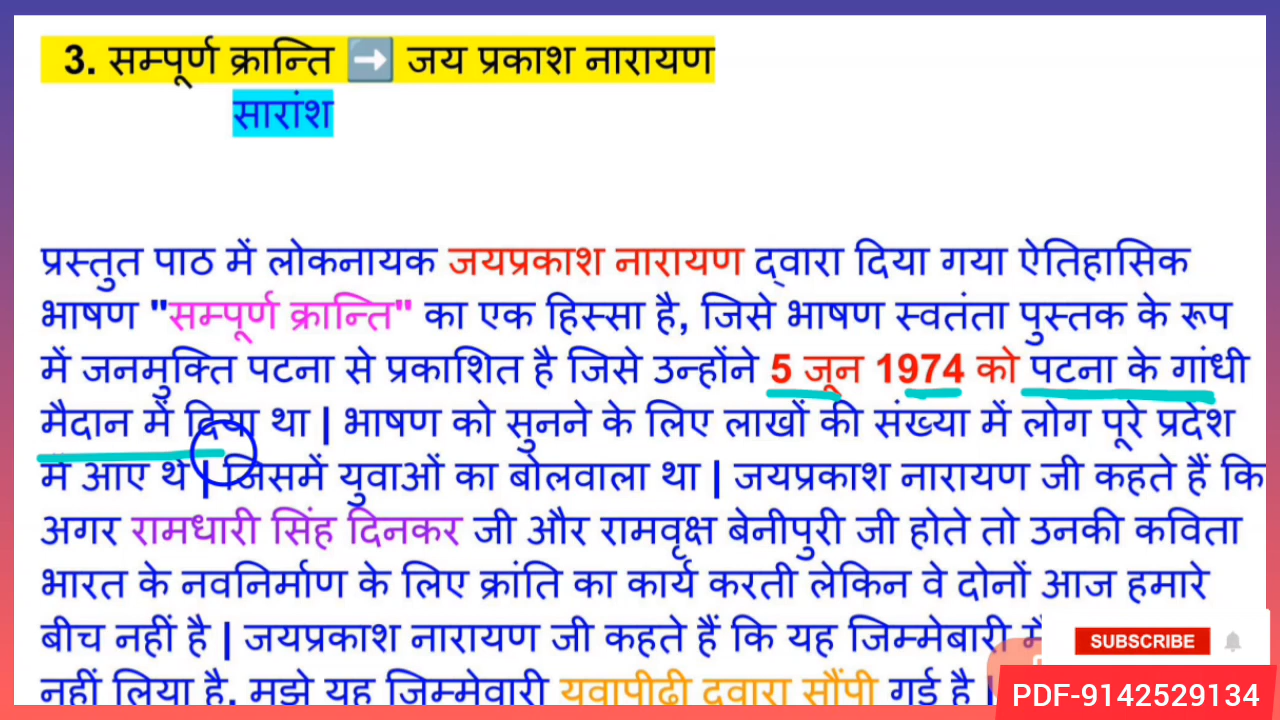 3. सम्पूर्ण क्रान्ति ➡ जय प्रकाश नारायण
सारांश
प्रस्तुत पाठ में लोकनायक जयप्रकाश नारायण द्वारा दिया गया ऐतिहासिक
भाषण "सम्पूर्ण क्रान्ति" का एक हिस्सा है, जिसे भाषण स्वतंता पुस्तक के रूप
में जनमुक्ति पटना से प्रकाशित है जिसे उन्होंने 5 जून 1974 को पटना के गांधी
मैदान में दिया था | भाषण को सुनने के लिए लाखों की संख्या में लोग पूरे प्रदेश
में आए थे | जिसमें युवाओं का बोलवाला था | जयप्रकाश नारायण जी कहते हैं कि
अगर रामधारी सिंह दिनकर जी और रामवृक्ष बेनीपुरी जी होते तो उनकी कविता
भारत के नवनिर्माण के लिए क्रांति का कार्य करती लेकिन वे दोनों आज हमारे
बीच नहीं है | जयप्रकाश नारायण जी कहते हैं कि यह जिम्मेबारी
नहीं लिया है, मुझे यह जिम्मेवारी युवापीढ़ी द्वारा सौंपी गई है |
SUBSCRIBE
PDF-9142529134